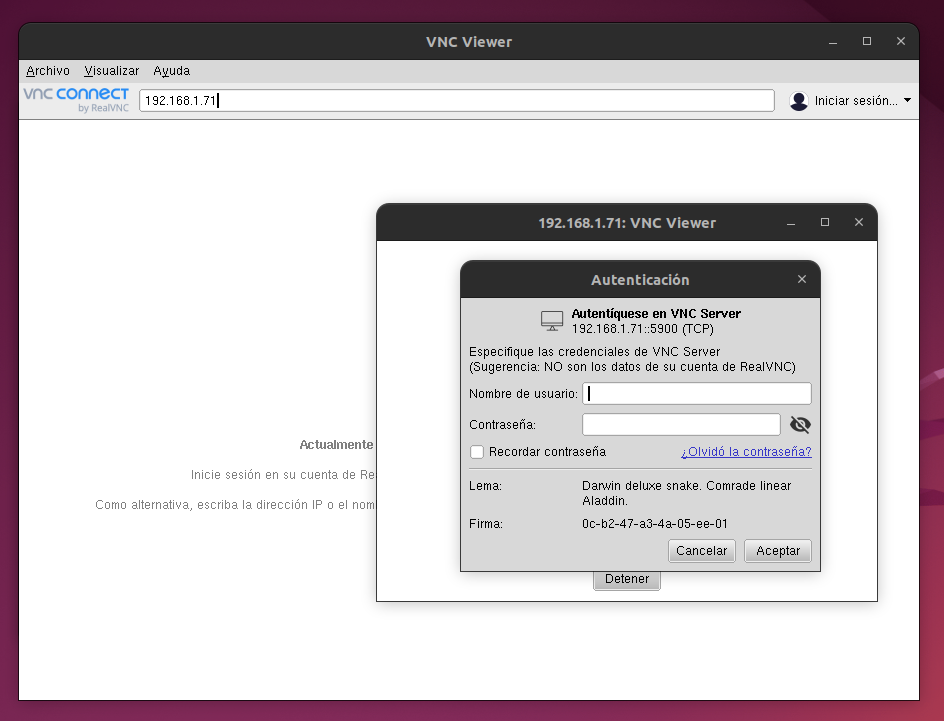 VNC Viewer
Archivo Visualizar Ayuda
vnc connect
by RealVNC
192.168.1.71
Iniciar sesión...
192.168.1.71: VNC Viewer
Autenticación
Autentíquese en VNC Server
192.168.1.71::5900 (TCP)
Especifique las credenciales de VNC Server
(Sugerencia: NO son los datos de su cuenta de RealVNC)
Nombre de usuario:
Contraseña:
Recordar contraseña ¿Olvidó la contraseña?
Lema: Darwin deluxe snake. Comrade linear
Aladdin.
Firma: 0c-b2-47-a3-4a-05-ee-01
Cancelar Aceptar
Detener
Actualmente
Inicie sesión en su cuenta de Re
Como alternativa, escriba la dirección IP o el nom